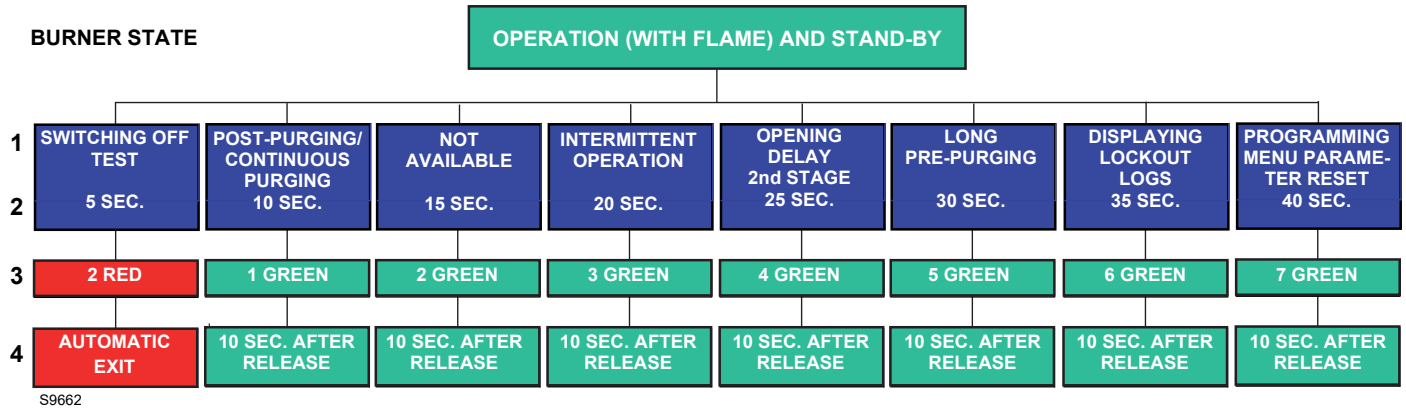 BURNER STATE
OPERATION (WITH FLAME) AND STAND-BY
1
2
SWITCHING OFF
TEST
5 SEC.
POST-PURGING/
CONTINUOUS
PURGING
10 SEC.
NOT
AVAILABLE
15 SEC.
INTERMITTENT
OPERATION
20 SEC.
OPENING
DELAY
2nd STAGE
25 SEC.
LONG
PRE-PURGING
30 SEC.
DISPLAYING
LOCKOUT
LOGS
35 SEC.
PROGRAMMING
MENU PARAME-
TER RESET
40 SEC.
3
2 RED
1 GREEN
2 GREEN
3 GREEN
4 GREEN
5 GREEN
6 GREEN
7 GREEN
4
AUTOMATIC
EXIT
10 SEC. AFTER
RELEASE
10 SEC. AFTER
RELEASE
10 SEC. AFTER
RELEASE
10 SEC. AFTER
RELEASE
10 SEC. AFTER
RELEASE
10 SEC. AFTER
RELEASE
10 SEC. AFTER
RELEASE
S9662